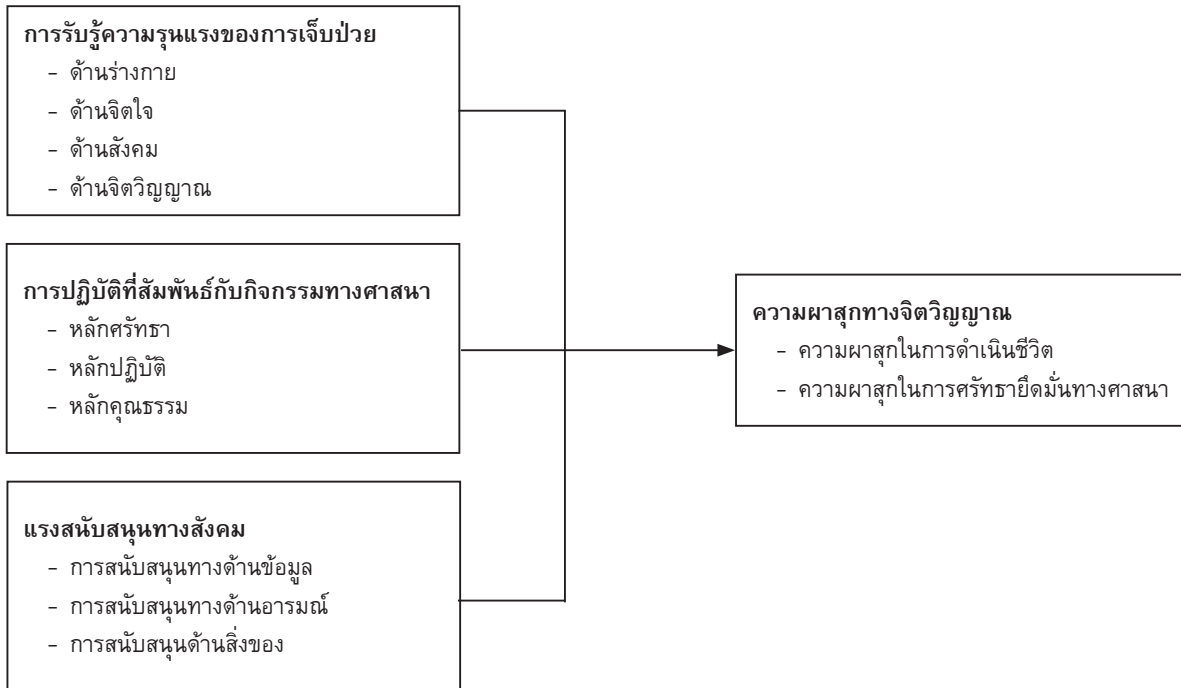 การรับรู้ความรุนแรงของการเจ็บป่วย
– ด้านร่างกาย
– ด้านจิตใจ
– ด้านสังคม
– ด้านจิตวิญญาณ
การปฏิบัติที่สัมพันธ์กับกิจกรรมทางศาสนา
– หลักศรัทธา
– หลักปฏิบัติ
– หลักคุณธรรม
แรงสนับสนุนทางสังคม
– การสนับสนุนทางด้านข้อมูล
– การสนับสนุนทางด้านอารมณ์
– การสนับสนุนด้านสิ่งของ
ความผาสุกทางจิตวิญญาณ
– ความผาสุกในการดำเนินชีวิต
– ความผาสุกในการศรัทธายึดมั่นทางศาสนา